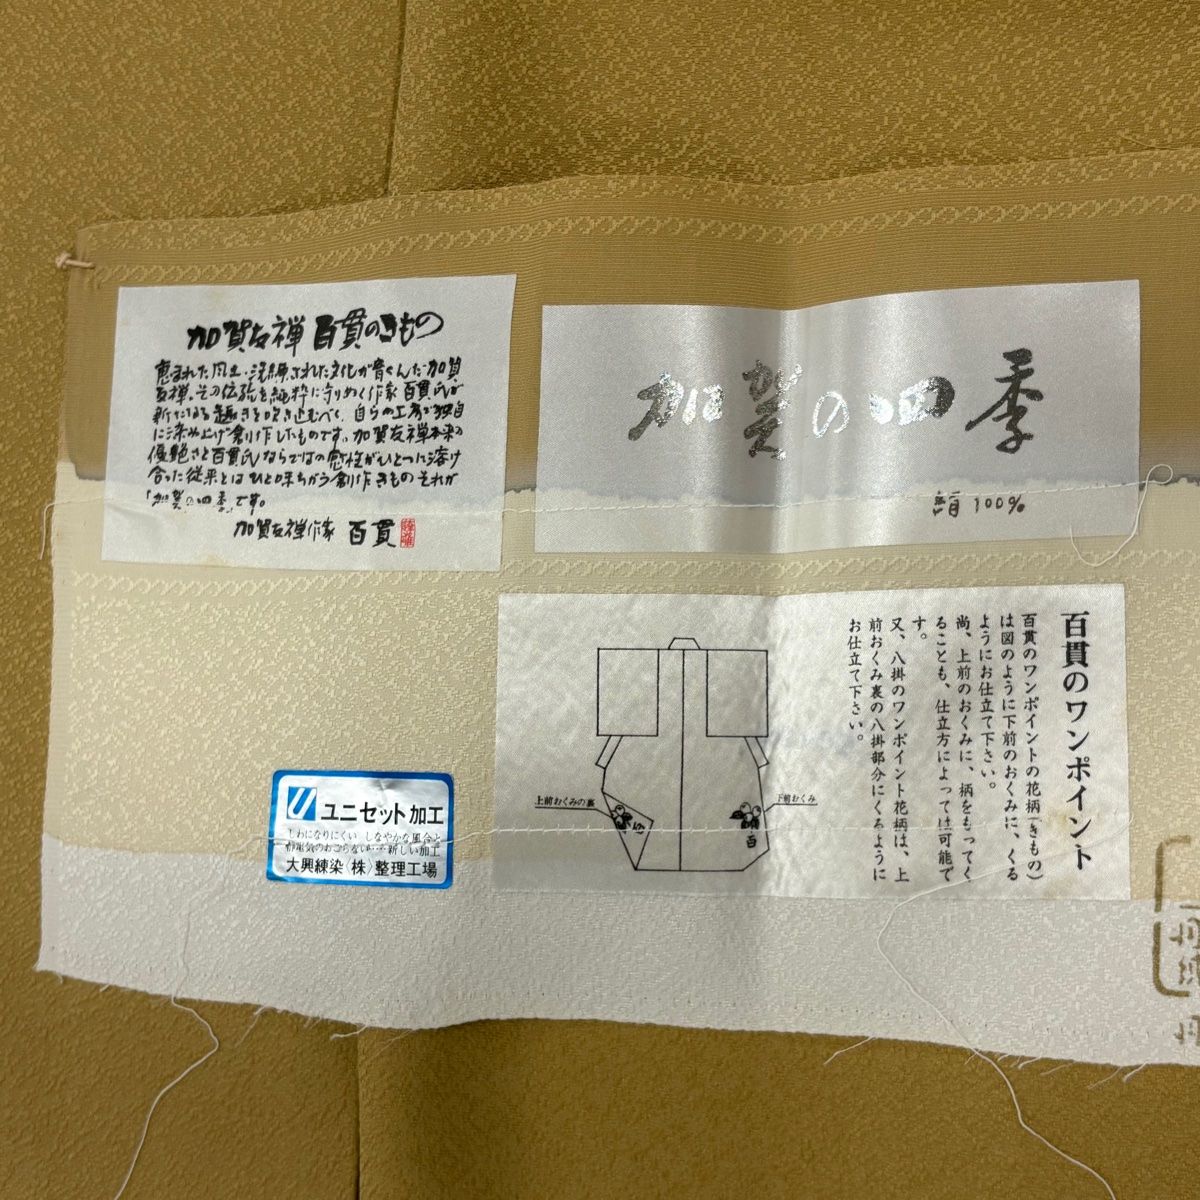 加賀友禅 百貫のきもの
恵まれた風土・洗練された文化が育くんだ加賀
友禅。その伝統を純粋に守りぬく作家百貫氏が
新たなる趣きを吹き込むべく、自らの工房で独自
に染め上げ創作したものです。加賀友禅本来の
優艶さと百貫氏ならではの感性がひとつに溶け
合った従来とはひと味ちがう創作きものそれが
「加賀の四季」です。
加賀友禅作家 百貫
加賀の四季
絹100%
百貫のワンポイント
百貫のワンポイントの花柄(きもの)
は図のように下前のおくみに、くる
ようにお仕立て下さい。
尚、上前のおくみに、柄をもってく
ることも、仕立方によっては可能で
す。
又、八掛のワンポイント花柄は、上
前おくみ裏の八掛部分にくるように
お仕立て下さい。
上前おくみの裏
下前おくみ
百
ユニセット加工
しわになりにくい しなやかな風合と
静電気のおこらない……新しい加工
大興練染(株)整理工場